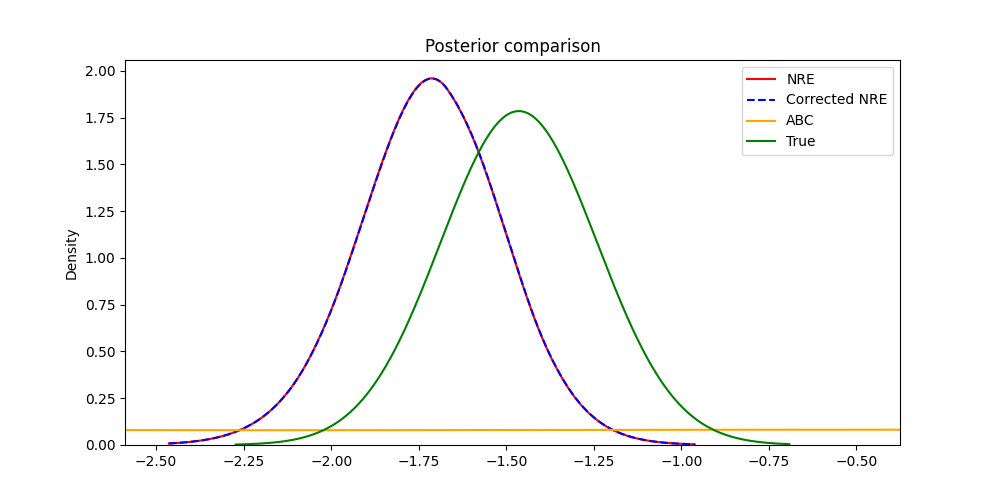 Posterior comparison
NRE
Corrected NRE
ABC
True
Density
2.00
1.75
1.50
1.25
1.00
0.75
0.50
0.25
0.00
−2.50 −2.25 −2.00 −1.75 −1.50 −1.25 −1.00 −0.75 −0.50